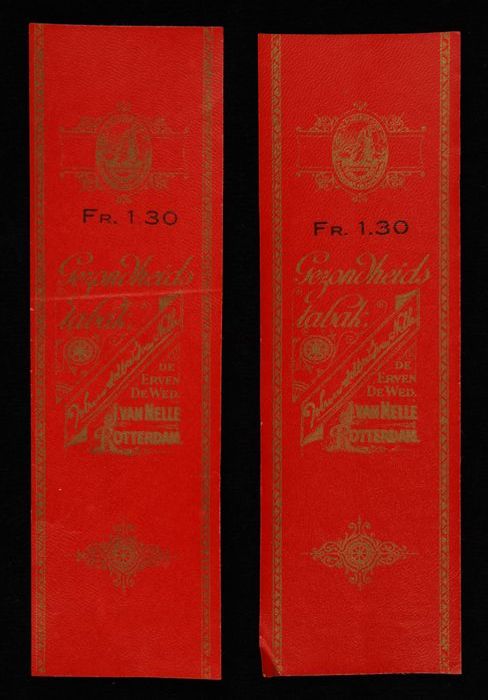 FR. 1.30
Gezondheids
tabak.
DE
ERVEN
DE WED.
J. VAN NELLE
ROTTERDAM.
FR. 1.30
Gezondheids
tabak.
DE
ERVEN
DE WED.
J. VAN NELLE
ROTTERDAM.